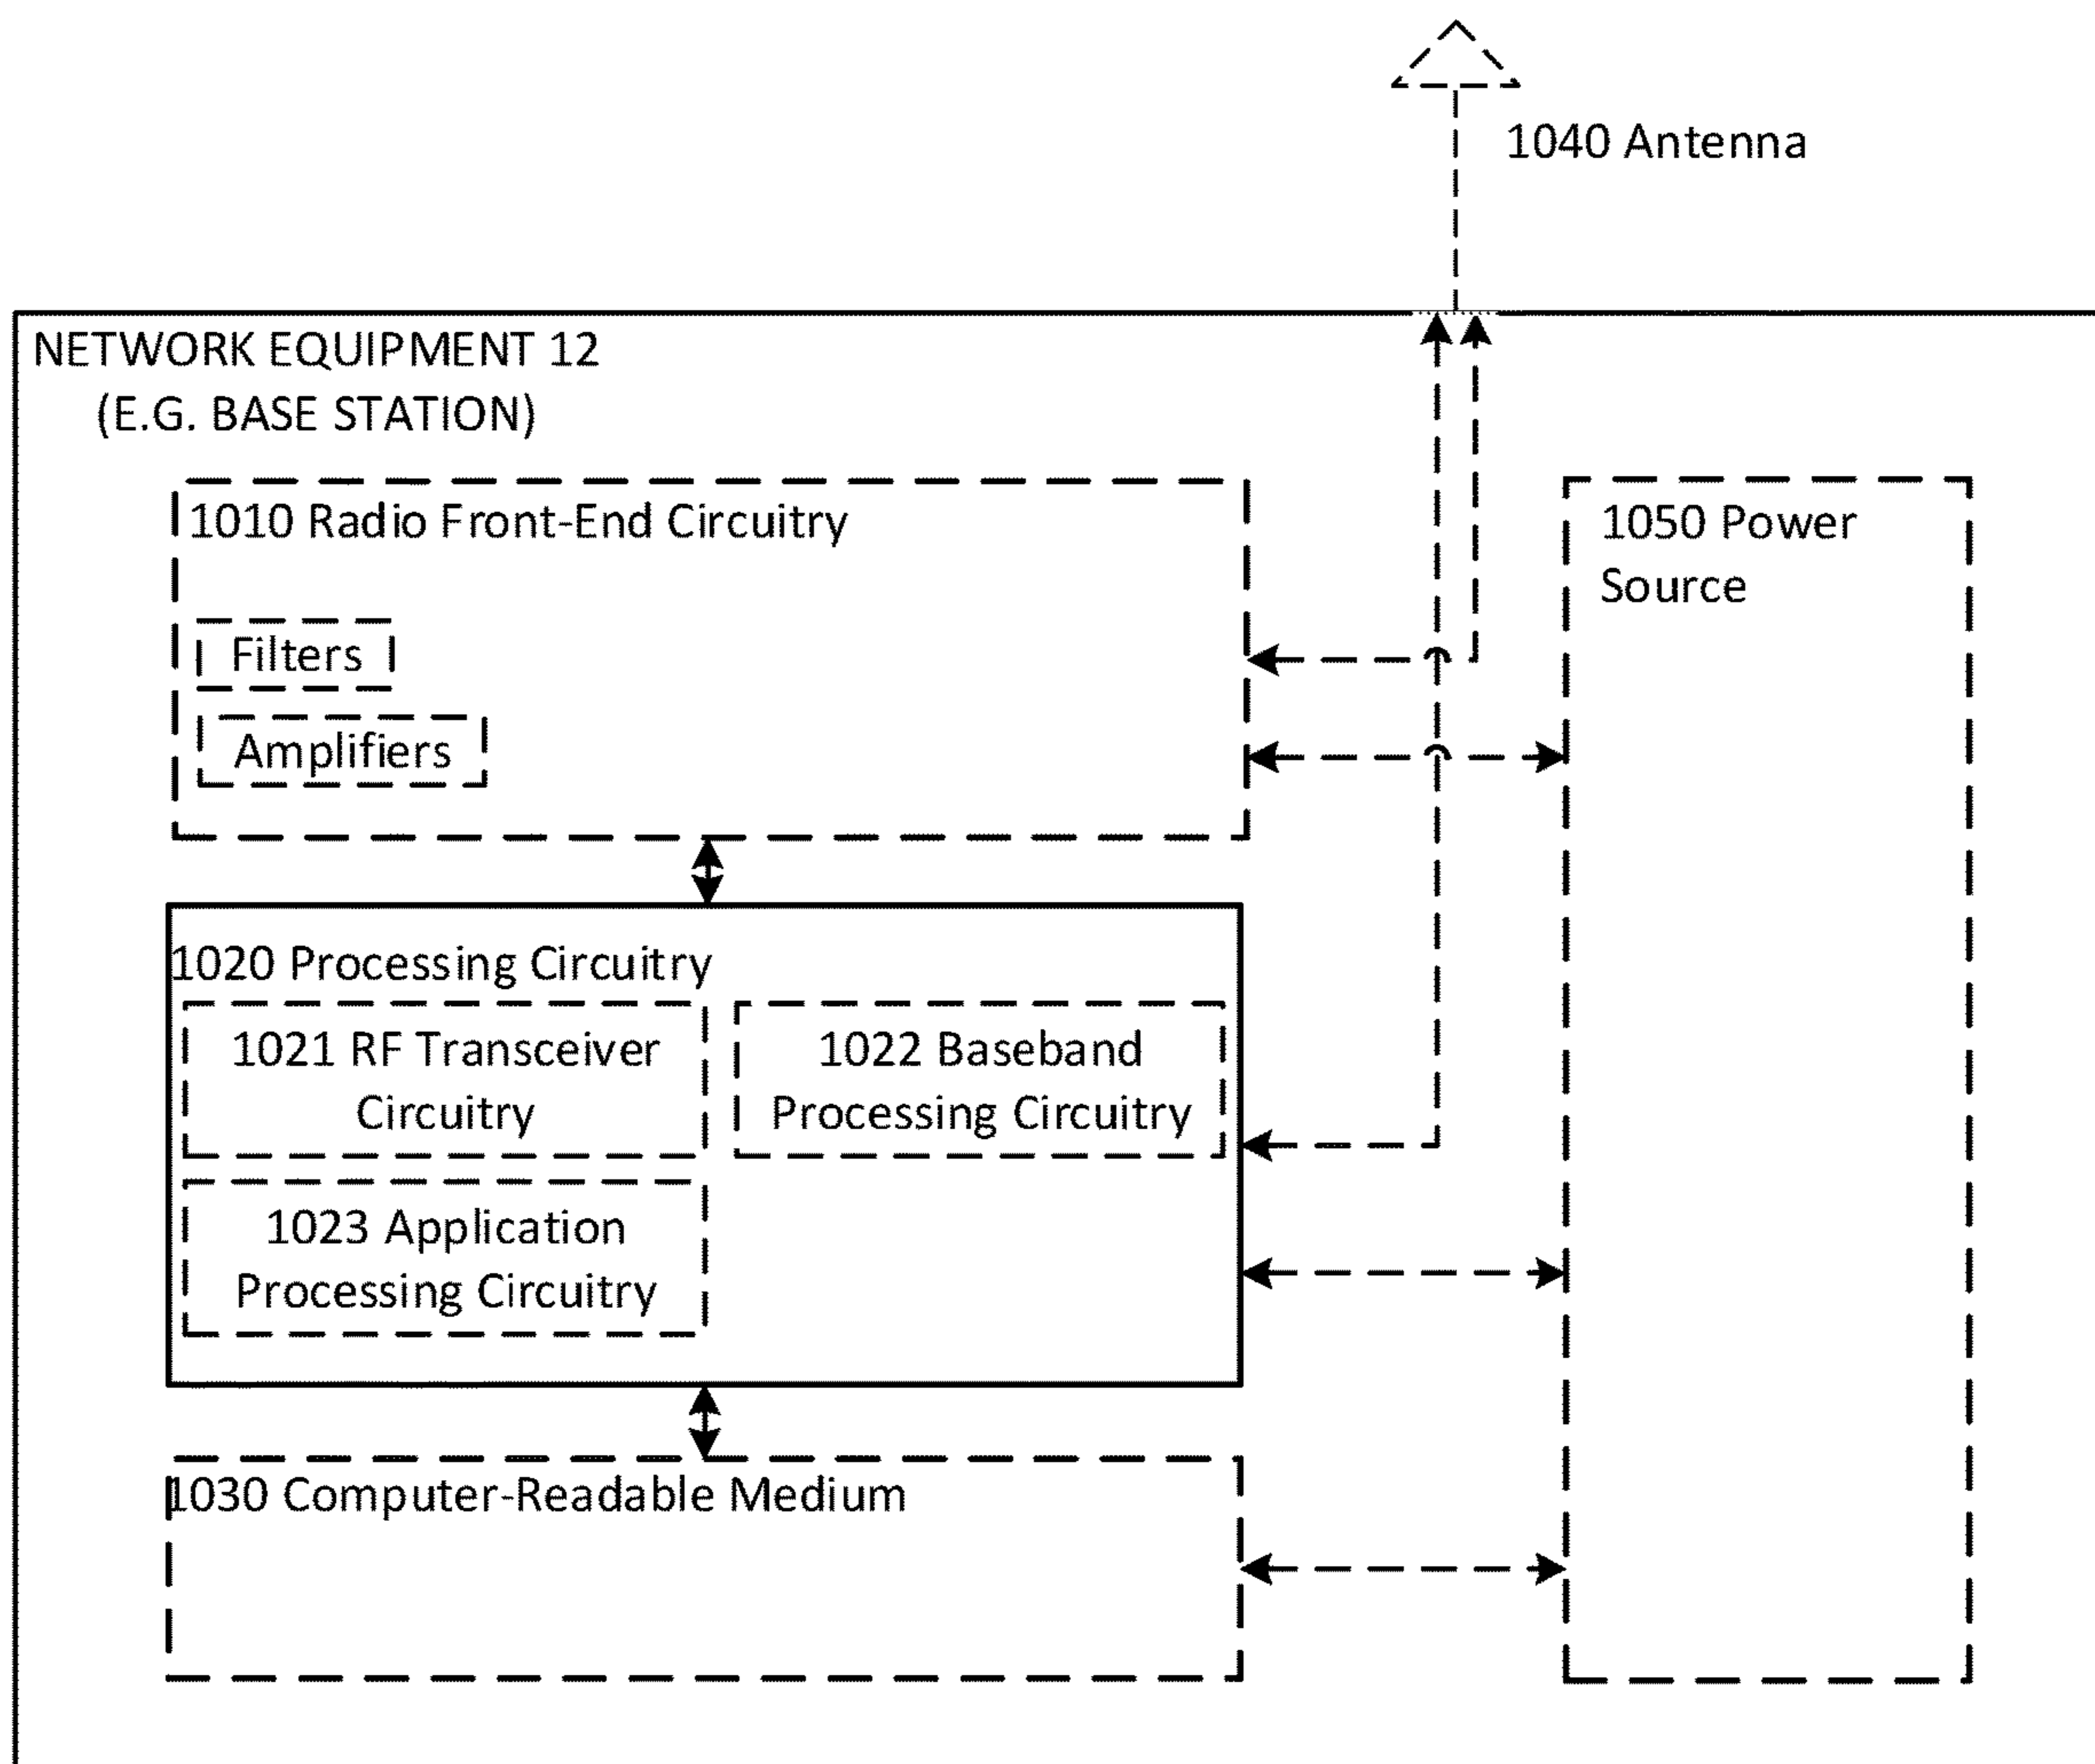 1040 Antenna
NETWORK EQUIPMENT 12
(E.G. BASE STATION)
1010 Radio Front-End Circuitry
Filters
Amplifiers
1050 Power
Source
1020 Processing Circuitry
1021 RF Transceiver
Circuitry
1022 Baseband
Processing Circuitry
1023 Application
Processing Circuitry
1030 Computer-Readable Medium